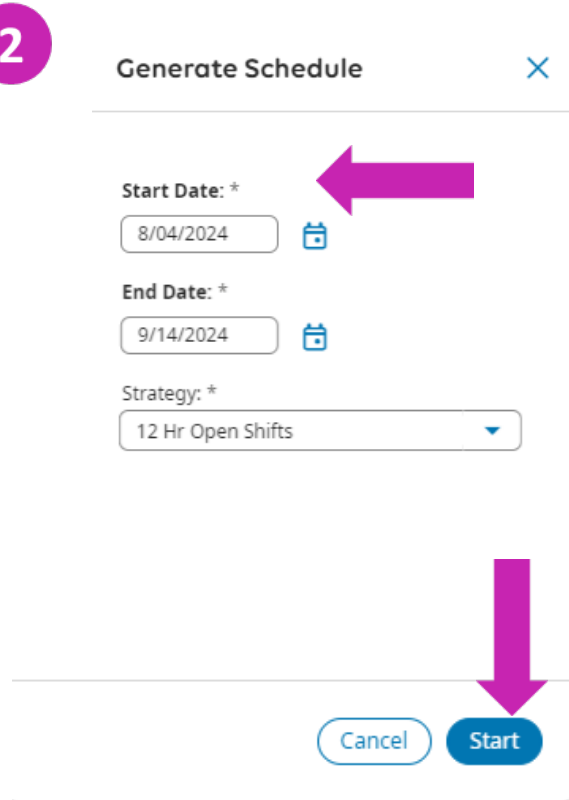 2
Generate Schedule
Start Date: *
8/04/2024
End Date: *
9/14/2024
Strategy: *
12 Hr Open Shifts
Cancel
Start